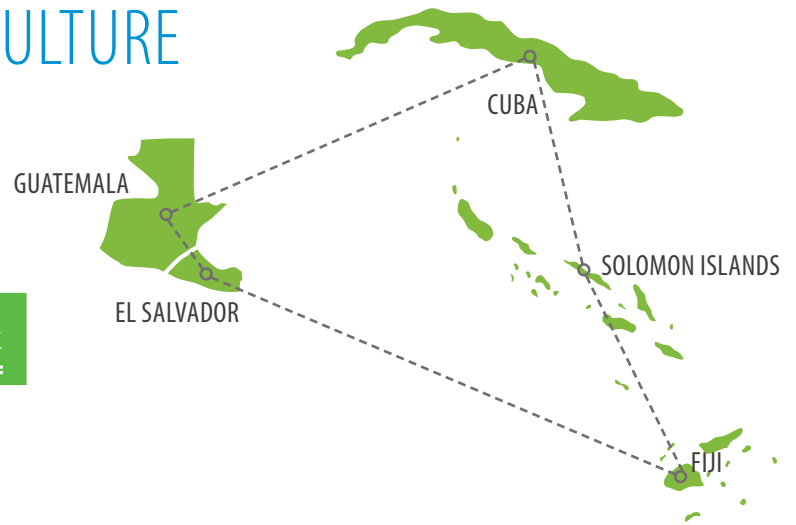 ULTURE
CUBA
GUATEMALA
SOLOMON ISLANDS
EL SALVADOR
FIJI